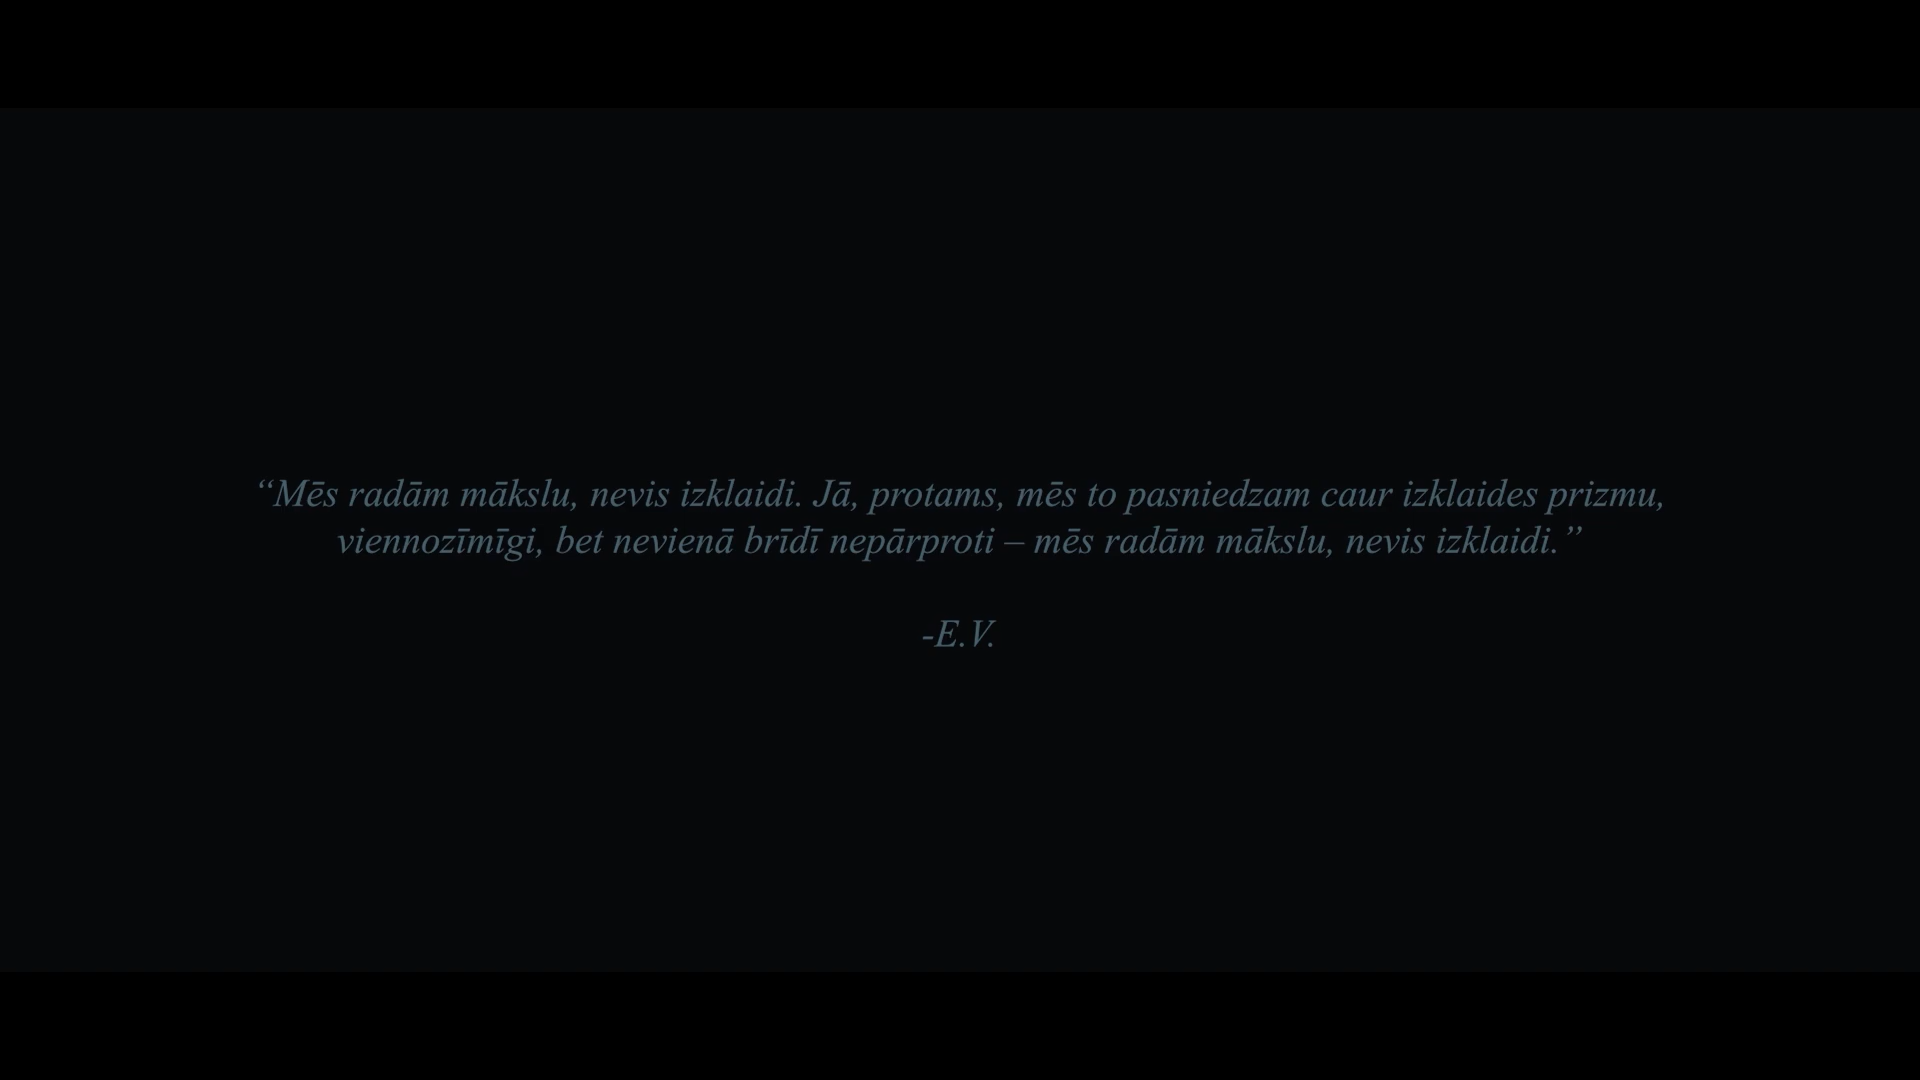 “Mēs radām mākslu, nevis izklaidi. Jā, protams, mēs to pasniedzam caur izklaides prizmu,
viennozīmīgi, bet nevienā brīdī nepārproti – mēs radām mākslu, nevis izklaidi.”
-E.V.